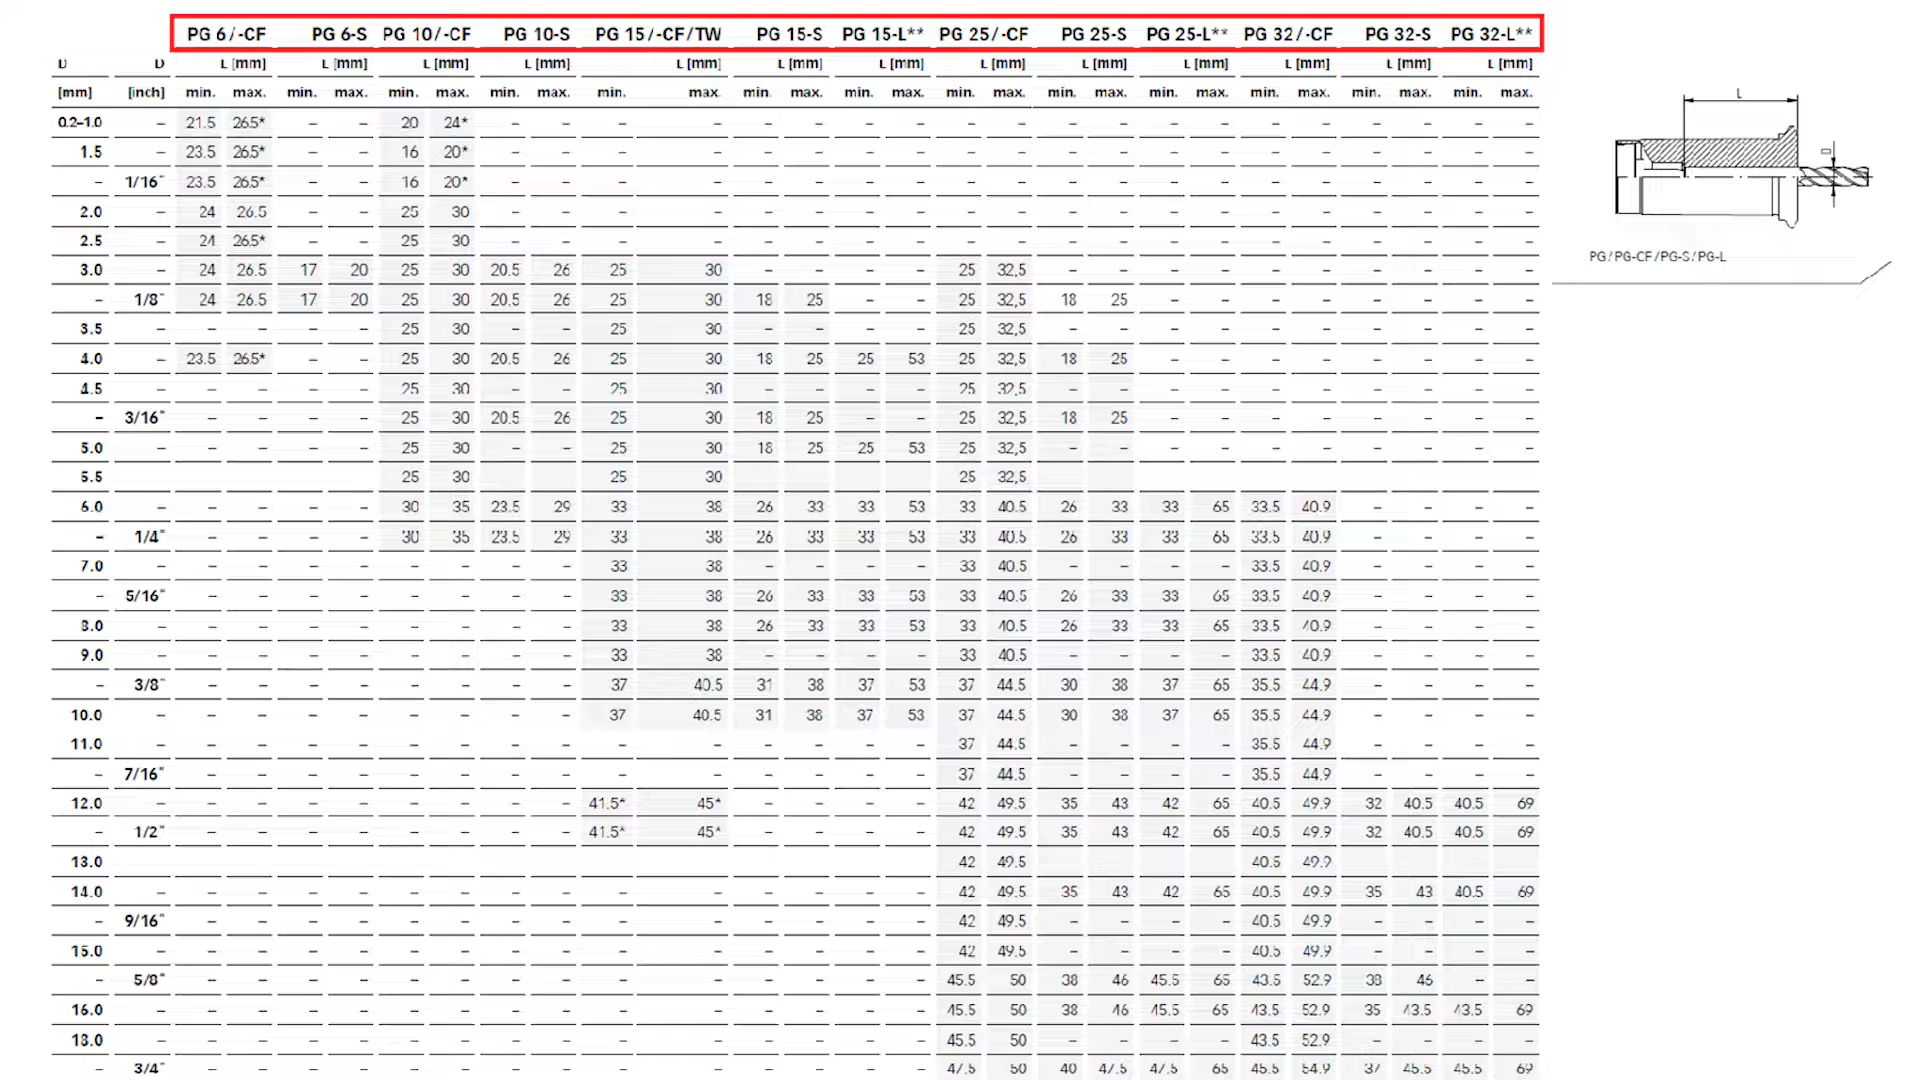 PG 6/-CF PG 6-S PG 10/-CF PG 10-S PG 15/-CF/TW PG 15-S PG 15-L** PG 25/-CF PG 25-S PG 25-L** PG 32/-CF PG 32-S PG 32-L**
D D L [mm] L [mm] L [mm] L [mm] L [mm] L [mm] L [mm] L [mm] L [mm] L [mm] L [mm] L [mm] L [mm]
[mm] [inch] min. max. min. max. min. max. min. max. min. max. min. max. min. max. min. max. min. max. min. max. min. max. min. max. min. max.
0.2–1.0 – 21.5 26.5* – – 20 24* – – – – – – – – – – – – – – – – – – – –
1.5 – 23.5 26.5* – – 16 20* – – – – – – – – – – – – – – – – – – – –
– 1/16" 23.5 26.5* – – 16 20* – – – – – – – – – – – – – – – – – – – –
2.0 – 24 26.5 – – 25 30 – – – – – – – – – – – – – – – – – – – –
2.5 – 24 26.5* – – 25 30 – – – – – – – – – – – – – – – – – – – –
3.0 – 24 26.5 17 20 25 30 20.5 26 25 30 – – – – 25 32,5 – – – – – – – – – –
– 1/8" 24 26.5 17 20 25 30 20.5 26 25 30 18 25 – – 25 32,5 18 25 – – – – – – – –
3.5 – – – – – 25 30 – – 25 30 – – – – 25 32,5 – – – – – – – – – –
4.0 – 23.5 26.5* – – 25 30 20.5 26 25 30 18 25 25 53 25 32,5 18 25 – – – – – – – –
4.5 – – – – – 25 30 – – 25 30 – – – – 25 32,5 – – – – – – – – – –
– 3/16" – – – – 25 30 20.5 26 25 30 18 25 – – 25 32,5 18 25 – – – – – – – –
5.0 – – – – – 25 30 – – 25 30 18 25 25 53 25 32,5 – – – – – – – – – –
5.5 25 30 25 30 25 32,5
6.0 – – – – – 30 35 23.5 29 33 38 26 33 33 53 33 40.5 26 33 33 65 33.5 40.9 – – – –
– 1/4" – – – – 30 35 23.5 29 33 38 26 33 33 53 33 40.5 26 33 33 65 33.5 40.9 – – – –
7.0 – – – – – – – – – 33 38 – – – – 33 40.5 – – – – 33.5 40.9 – – – –
– 5/16" – – – – – – – – 33 38 26 33 33 53 33 40.5 26 33 33 65 33.5 40.9 – – – –
8.0 – – – – – – – – – 33 38 26 33 33 53 33 40.5 26 33 33 65 33.5 40.9 – – – –
9.0 – – – – – – – – – 33 38 – – – – 33 40.5 – – – – 33.5 40.9 – – – –
– 3/8" – – – – – – – – 37 40.5 31 38 37 53 37 44.5 30 38 37 65 35.5 44.9 – – – –
10.0 – – – – – – – – – 37 40.5 31 38 37 53 37 44.5 30 38 37 65 35.5 44.9 – – – –
11.0 – – – – – – – – – – – – – – – 37 44.5 – – – – 35.5 44.9 – – – –
– 7/16" – – – – – – – – – – – – – – 37 44.5 – – – – 35.5 44.9 – – – –
12.0 – – – – – – – – – 41.5* 45* – – – – 42 49.5 35 43 42 65 40.5 49.9 32 40.5 40.5 69
– 1/2" – – – – – – – – 41.5* 45* – – – – 42 49.5 35 43 42 65 40.5 49.9 32 40.5 40.5 69
13.0 42 49.5 40.5 49.9
14.0 – – – – – – – – – – – – – – – 42 49.5 35 43 42 65 40.5 49.9 35 43 40.5 69
– 9/16" – – – – – – – – – – – – – – 42 49.5 – – – – 40.5 49.9 – – – –
15.0 – – – – – – – – – – – – – – – 42 49.5 – – – – 40.5 49.9 – – – –
– 5/8" – – – – – – – – – – – – – – 45.5 50 38 46 45.5 65 43.5 52.9 38 46 – –
16.0 – – – – – – – – – – – – – – – 45.5 50 38 46 45.5 65 43.5 52.9 35 43.5 43.5 69
18.0 – – – – – – – – – – – – – – – 45.5 50 – – – – 43.5 52.9 – – – –
– 3/4" – – – – – – – – – – – – – – 47.5 50 40 47.5 47.5 65 45.5 54.9 37 45.5 45.5 69
L
D
PG/PG-CF/PG-S/PG-L